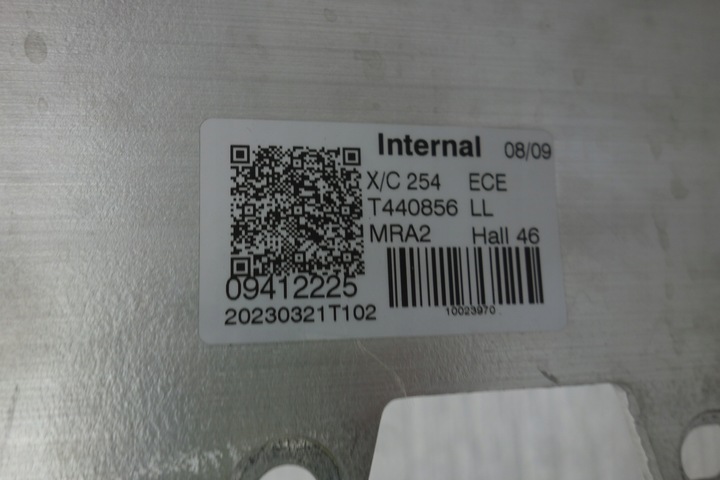 Internal 08/09
X/C 254 ECE
T440856 LL
MRA2 Hall 46
09412225
20230321T102
10023970